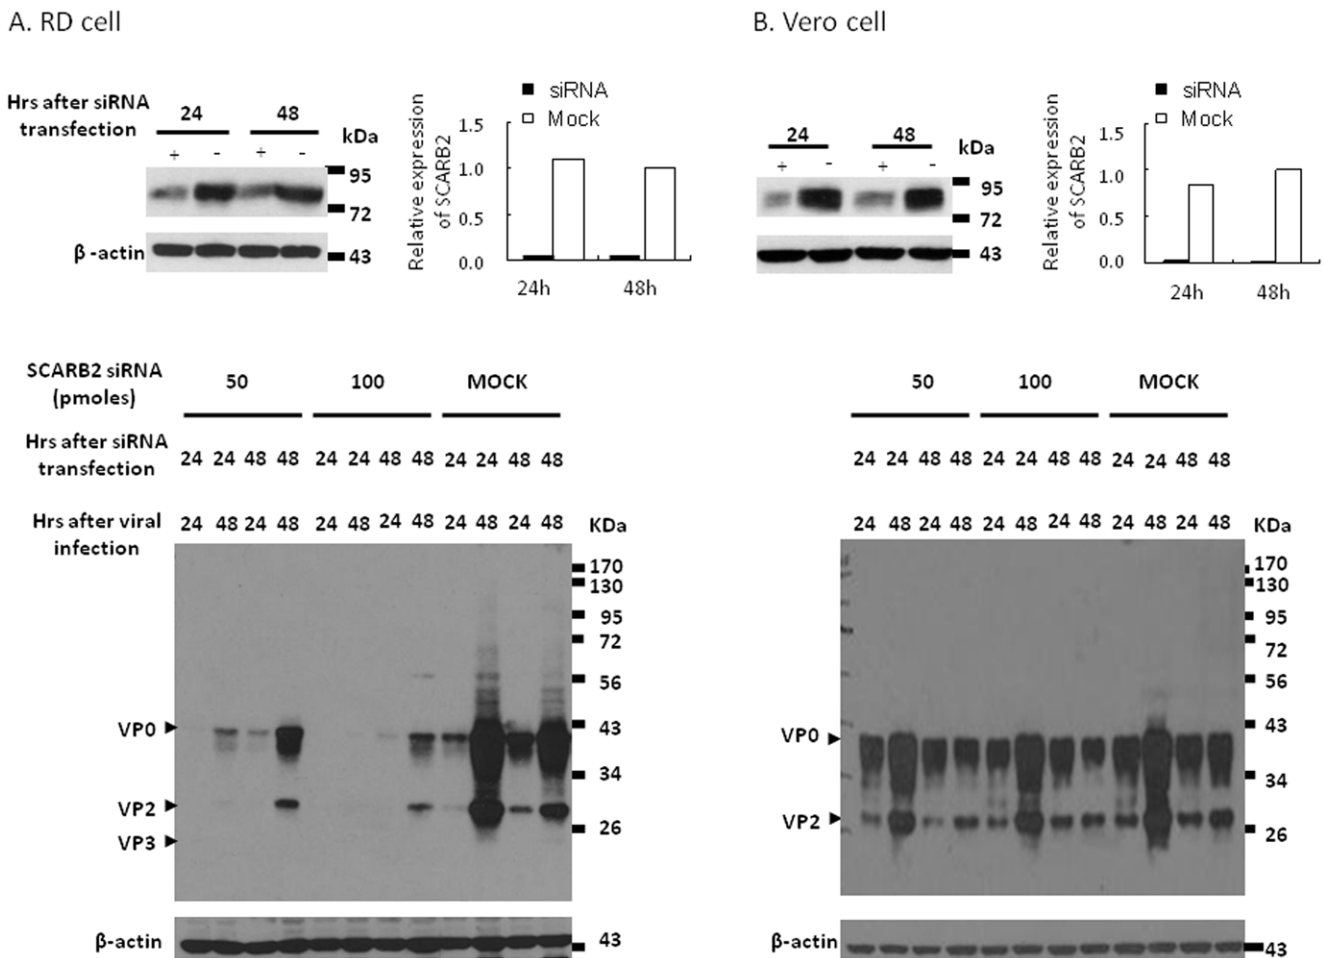 A. RD cell
Hrs after siRNA
transfection
24 48
kDa
+ - + -
95
72
β -actin
43
siRNA
Mock
Relative expression
of SCARB2
1.5
1.0
0.5
0.0
24h 48h
B. Vero cell
24 48
kDa
+ - + -
95
72
43
siRNA
Mock
Relative expression
of SCARB2
1.5
1.0
0.5
0.0
24h 48h
SCARB2 siRNA
(pmoles)
50 100 MOCK
Hrs after siRNA
transfection
24 24 48 48 24 24 48 48 24 24 48 48
Hrs after viral
infection
24 48 24 48 24 48 24 48 24 48 24 48
KDa
170
130
95
72
56
VP0
43
34
VP2
26
VP3
β-actin
43
50 100 MOCK
24 24 48 48 24 24 48 48 24 24 48 48
24 48 24 48 24 48 24 48 24 48 24 48
KDa
170
130
95
72
56
43
VP0
34
VP2
26
β-actin
43